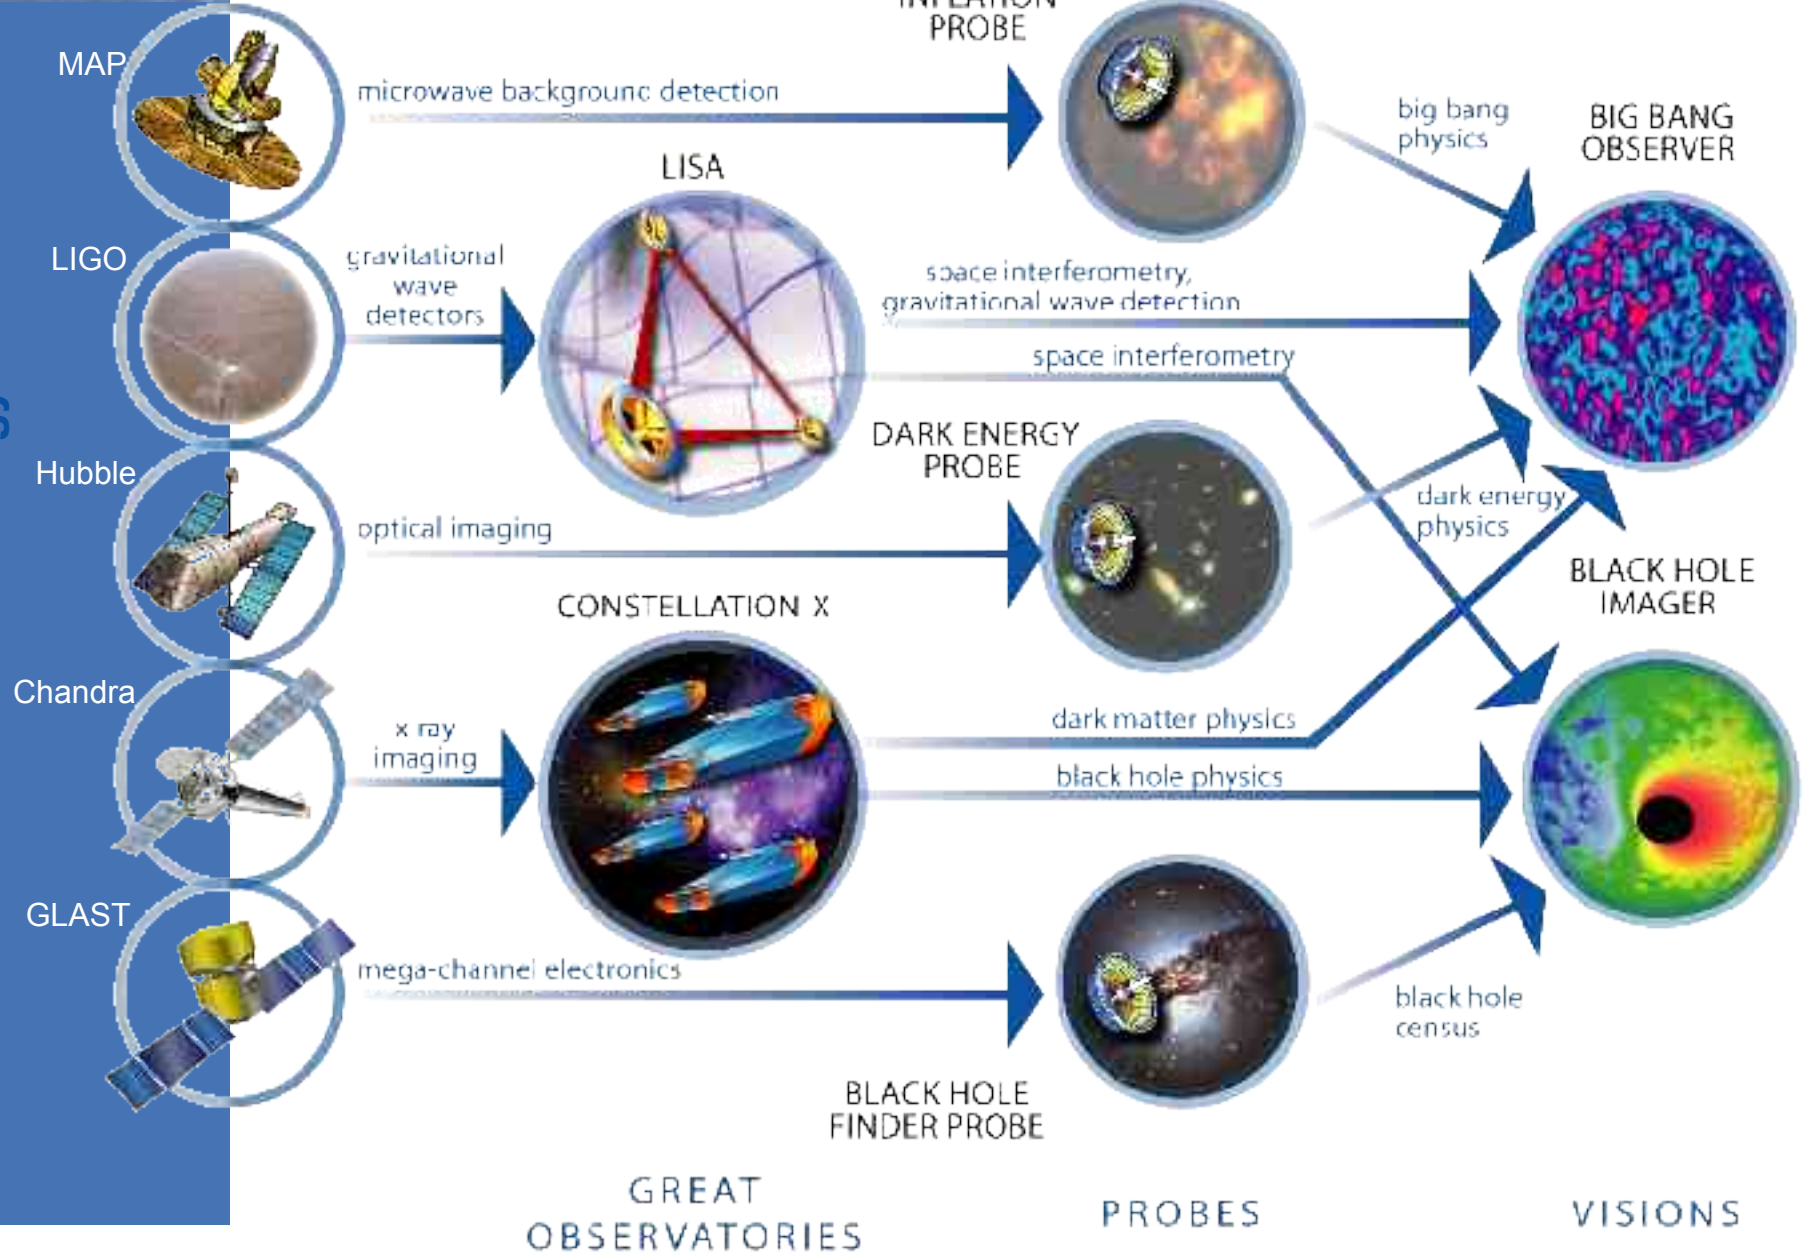 INFLATION
PROBE
MAP
microwave background detection
big bang
physics
BIG BANG
OBSERVER
LISA
LIGO
gravitational
wave
detectors
space interferometry,
gravitational wave detection
space interferometry
S
DARK ENERGY
PROBE
Hubble
optical imaging
dark energy
physics
BLACK HOLE
IMAGER
CONSTELLATION X
Chandra
x ray
imaging
dark matter physics
black hole physics
GLAST
mega-channel electronics
black hole
census
BLACK HOLE
FINDER PROBE
GREAT
OBSERVATORIES
PROBES
VISIONS